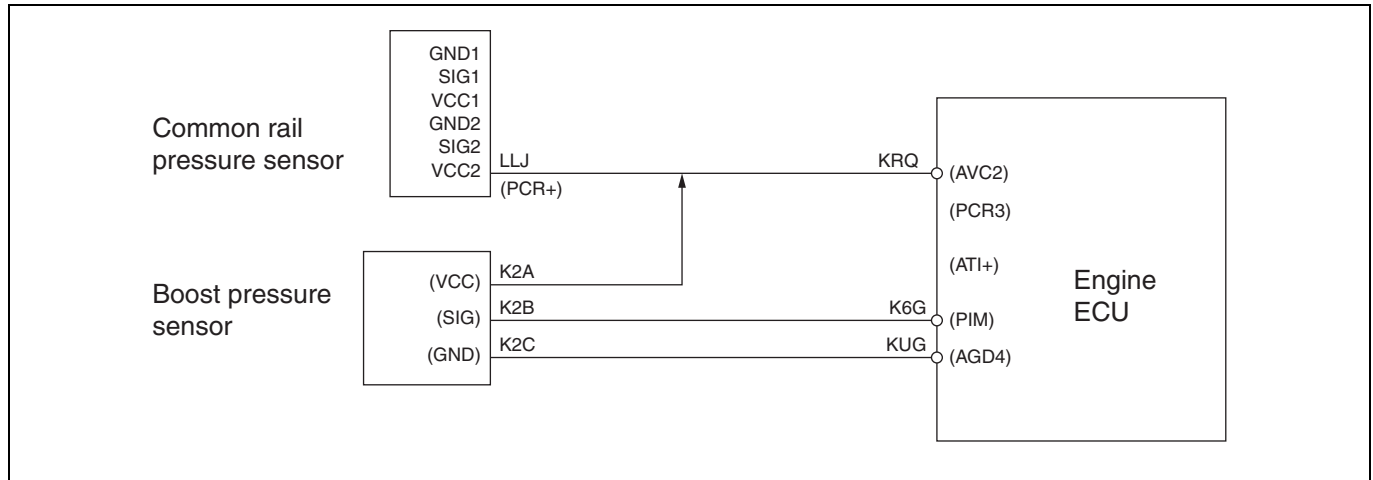 Common rail
pressure sensor
GND1
SIG1
VCC1
GND2
SIG2
VCC2
LLJ
(PCR+)
KRQ
(AVC2)
(PCR3)
(ATI+)
Engine
ECU
Boost pressure
sensor
(VCC)
K2A
(SIG)
K2B
K6G
(PIM)
(GND)
K2C
KUG
(AGD4)